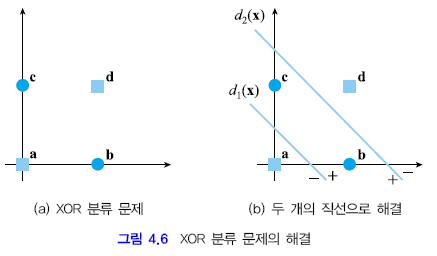 d₂(x)
c
d
c
d
d₁(x)
a
b
a
b
− +
+ −
(a) XOR 분류 문제
(b) 두 개의 직선으로 해결
그림 4.6 XOR 분류 문제의 해결